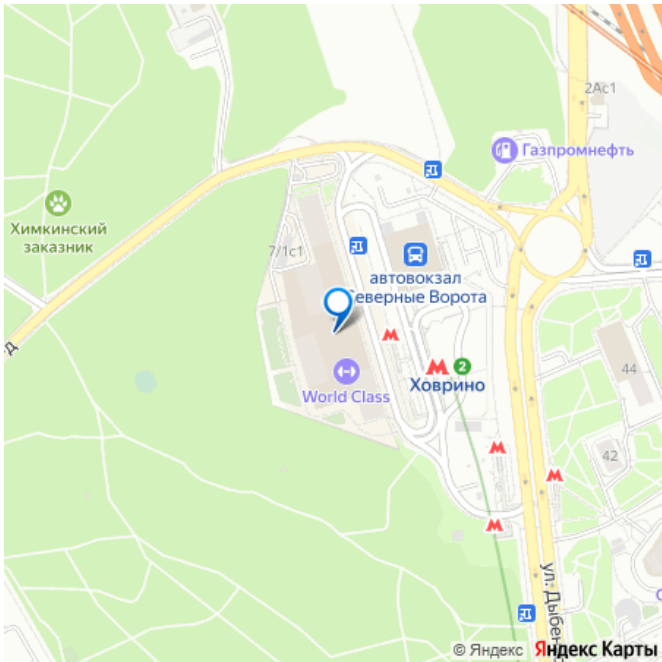 2Ас1
Газпромнефть
Химкинский
заказник
7/1с1
автовокзал
Северные Ворота
М
М
2
Ховрино
World Class
44
42
М
М
М
ул. Дыбен
© Яндекс
Яндекс Карты